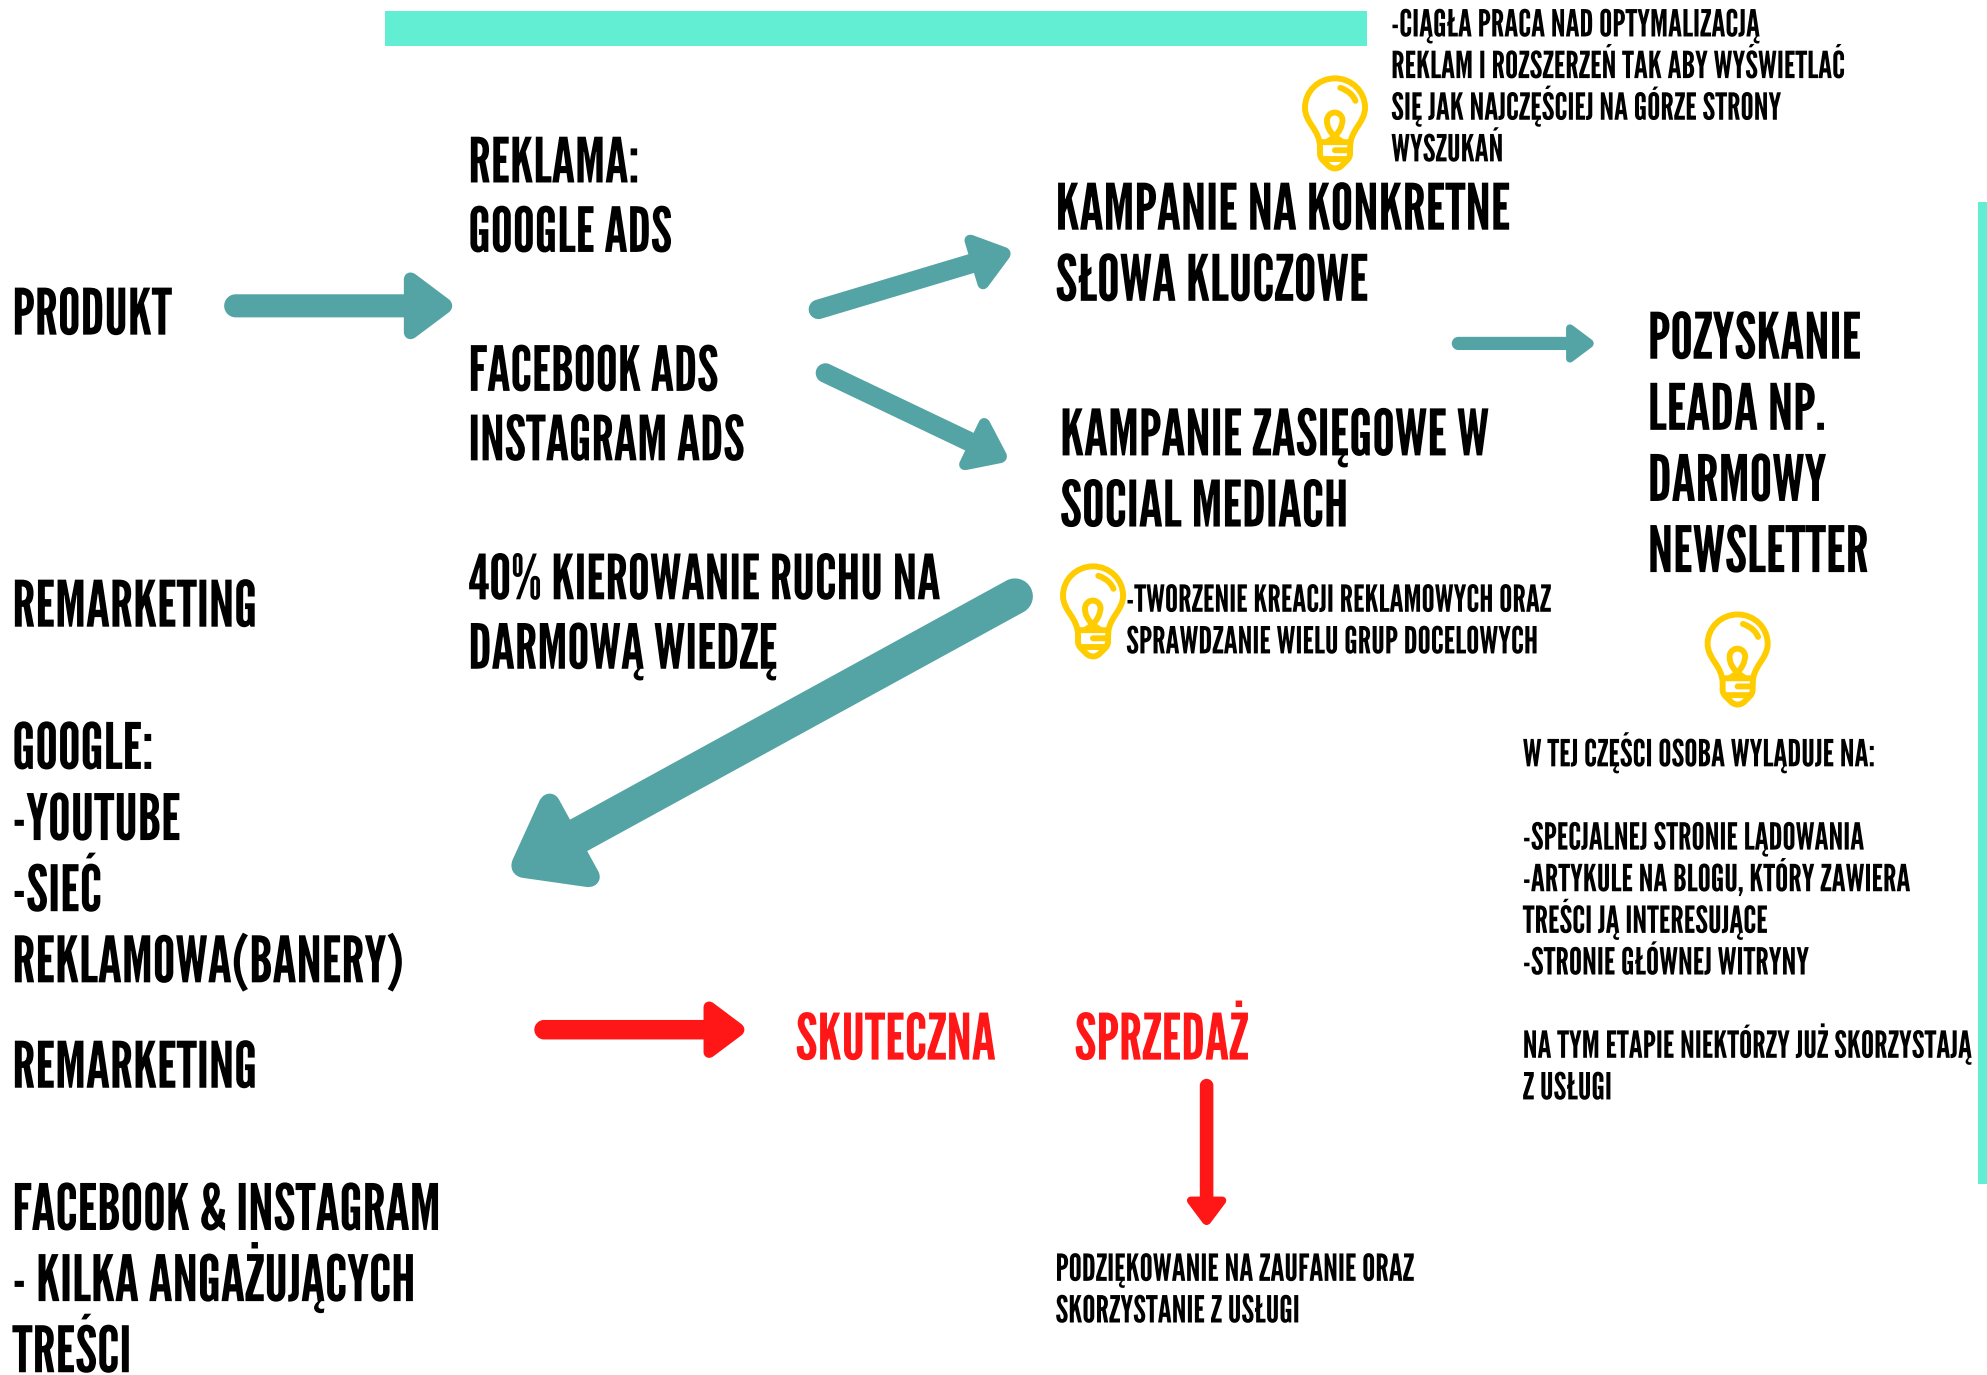 -CIĄGŁA PRACA NAD OPTYMALIZACJĄ
REKLAM I ROZSZERZEŃ TAK ABY WYŚWIETLAĆ
SIĘ JAK NAJCZĘŚCIEJ NA GÓRZE STRONY
WYSZUKAŃ
PRODUKT
REKLAMA:
GOOGLE ADS
FACEBOOK ADS
INSTAGRAM ADS
40% KIEROWANIE RUCHU NA
DARMOWĄ WIEDZĘ
KAMPANIE NA KONKRETNE
SŁOWA KLUCZOWE
KAMPANIE ZASIĘGOWE W
SOCIAL MEDIACH
-TWORZENIE KREACJI REKLAMOWYCH ORAZ
SPRAWDZANIE WIELU GRUP DOCELOWYCH
POZYSKANIE
LEADA NP.
DARMOWY
NEWSLETTER
W TEJ CZĘŚCI OSOBA WYLĄDUJE NA:
-SPECJALNEJ STRONIE LĄDOWANIA
-ARTYKULE NA BLOGU, KTÓRY ZAWIERA
TREŚCI JĄ INTERESUJĄCE
-STRONIE GŁÓWNEJ WITRYNY
NA TYM ETAPIE NIEKTÓRZY JUŻ SKORZYSTAJĄ
Z USŁUGI
REMARKETING
GOOGLE:
-YOUTUBE
-SIEĆ
REKLAMOWA(BANERY)
REMARKETING
FACEBOOK & INSTAGRAM
- KILKA ANGAŻUJĄCYCH
TREŚCI
SKUTECZNA SPRZEDAŻ
PODZIĘKOWANIE NA ZAUFANIE ORAZ
SKORZYSTANIE Z USŁUGI